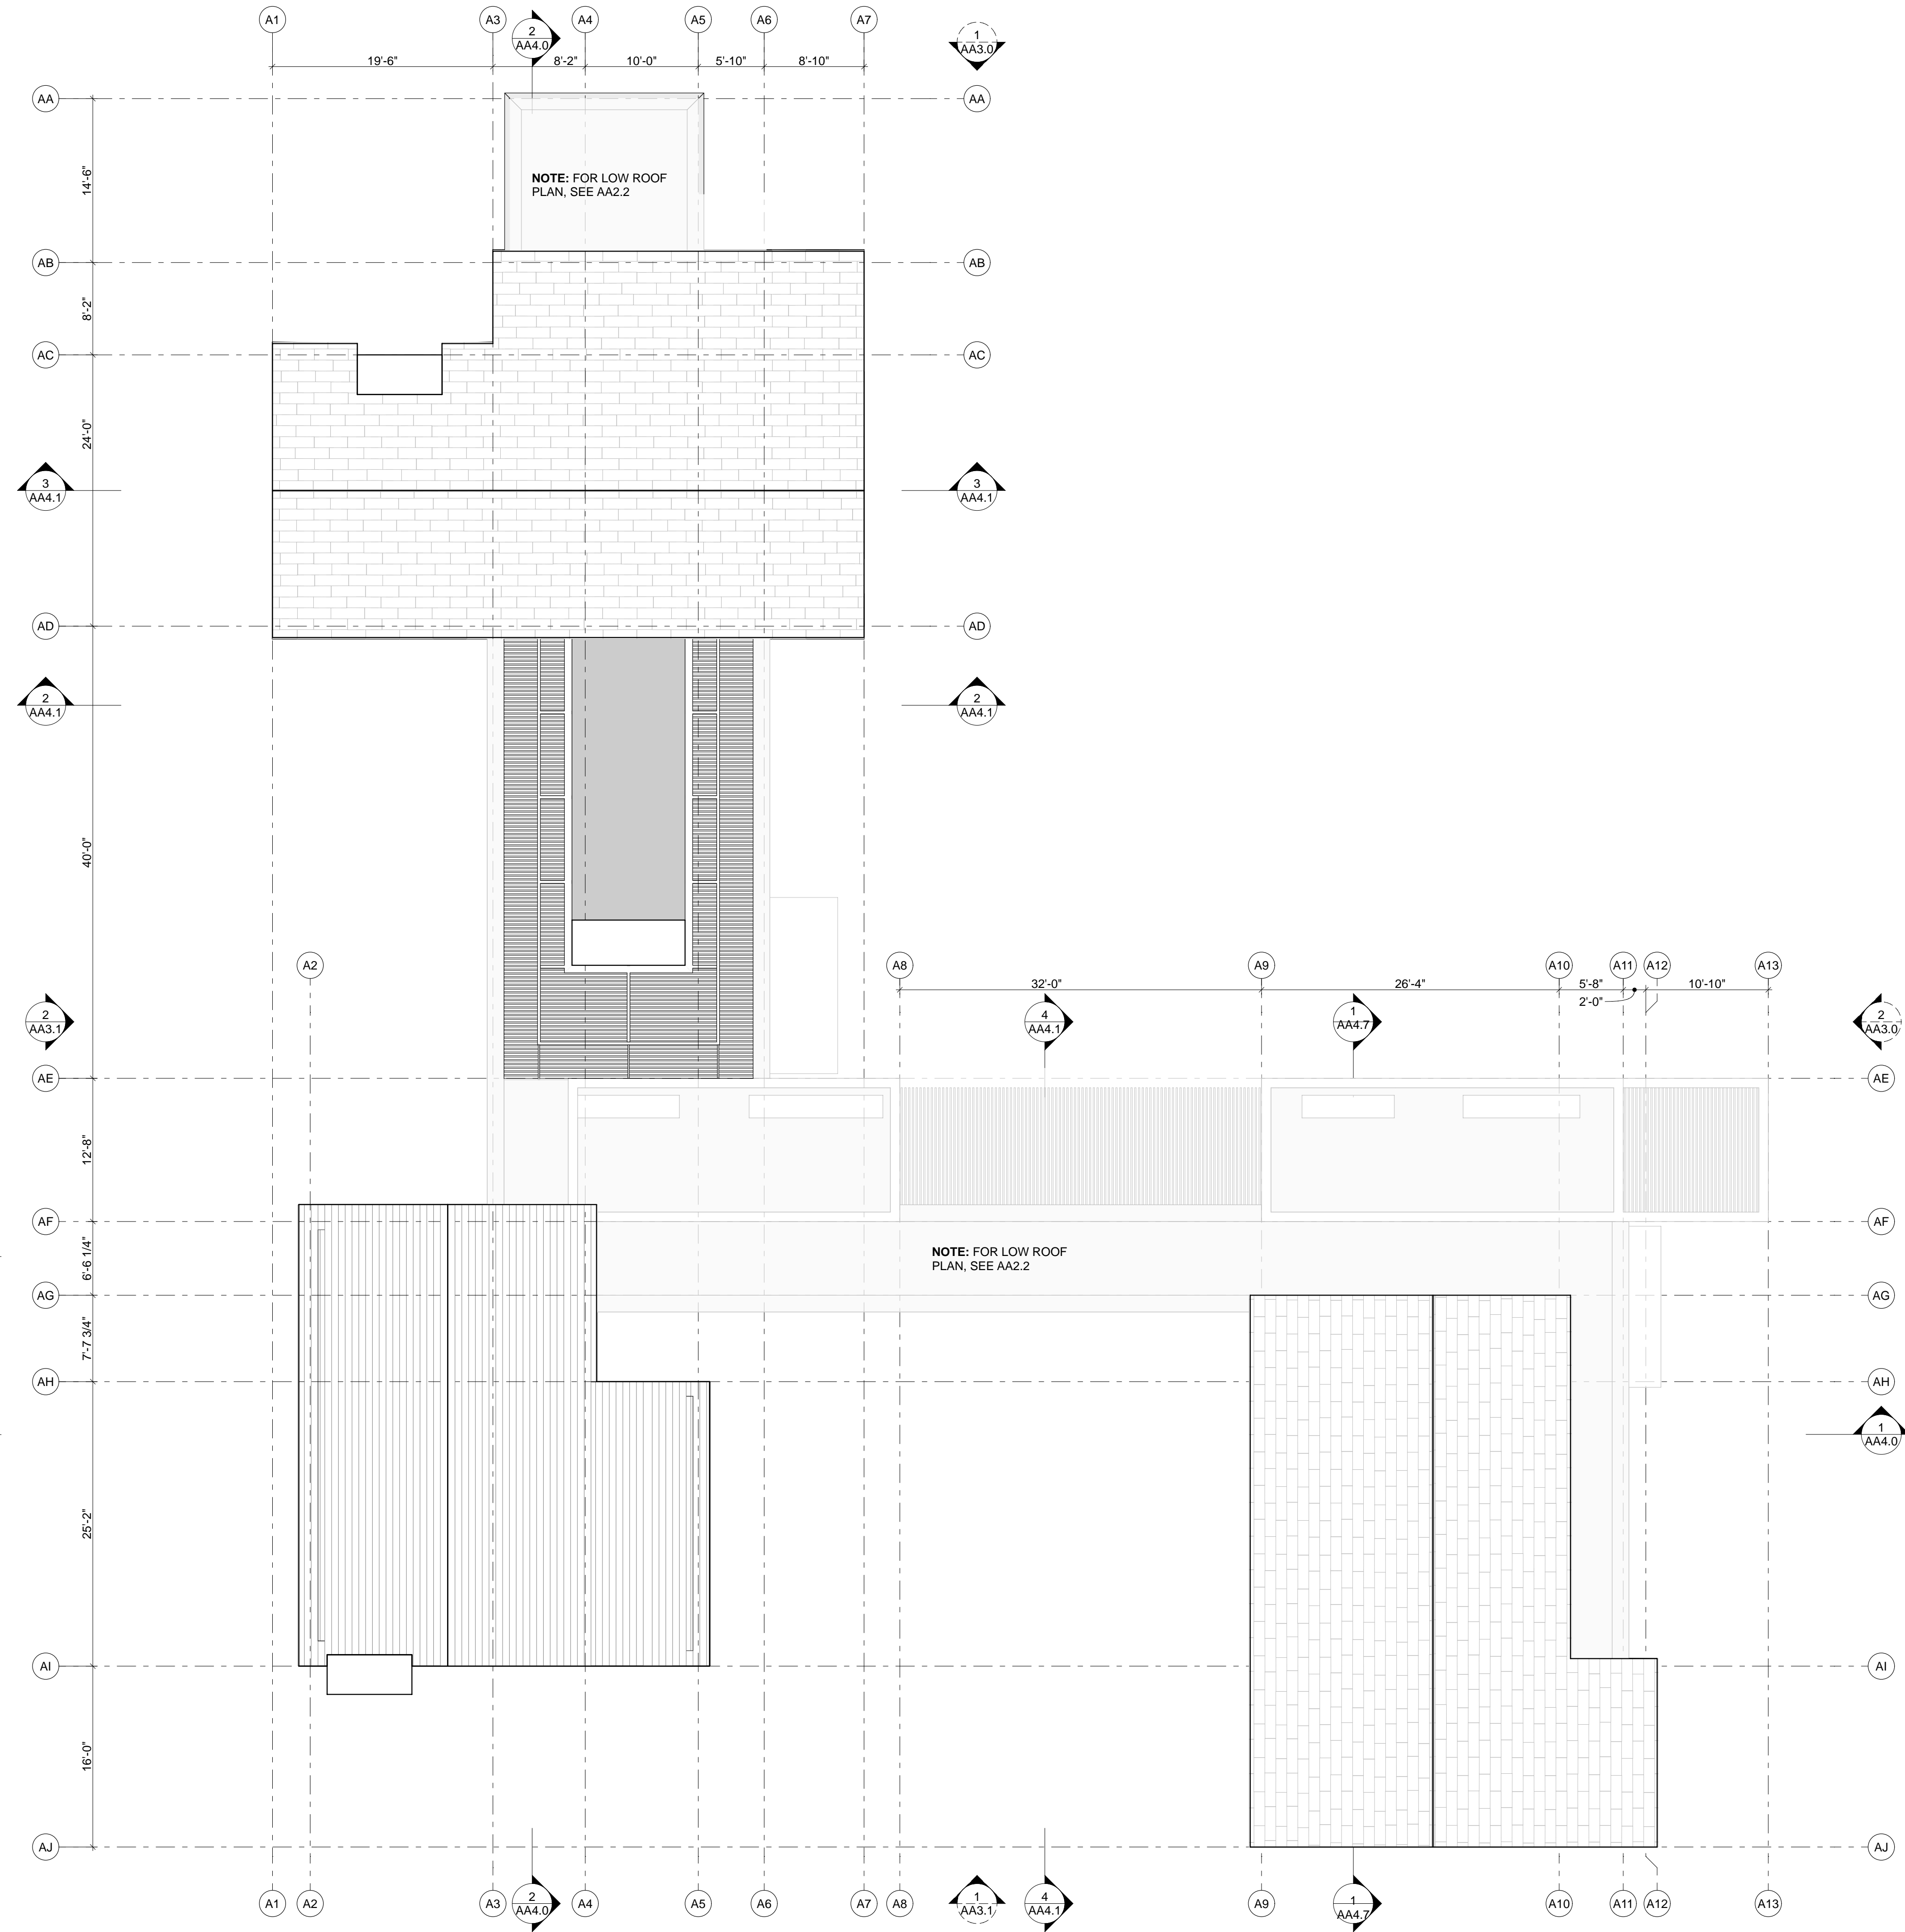 A1
A3
A4
A5
A6
A7
2
AA4.0
1
AA3.0
19'-6"
8'-2"
10'-0"
5'-10"
8'-10"
AA
AA
14'-6"
NOTE: FOR LOW ROOF
PLAN, SEE AA2.2
AB
AB
8'-2"
AC
AC
24'-0"
3
AA4.1
3
AA4.1
AD
AD
2
AA4.1
2
AA4.1
40'-0"
A2
A8
A9
A10
A11
A12
A13
32'-0"
26'-4"
5'-8"
2'-0"
10'-10"
2
AA3.1
4
AA4.1
1
AA4.7
2
AA3.0
AE
AE
12'-8"
AF
AF
6'-6 1/4"
NOTE: FOR LOW ROOF
PLAN, SEE AA2.2
AG
AG
7'-7 3/4"
AH
AH
1
AA4.0
25'-2"
AI
AI
16'-0"
AJ
AJ
A1
A2
A3
2
AA4.0
A4
A5
A6
A7
A8
1
AA3.1
4
AA4.1
A9
1
AA4.7
A10
A11
A12
A13